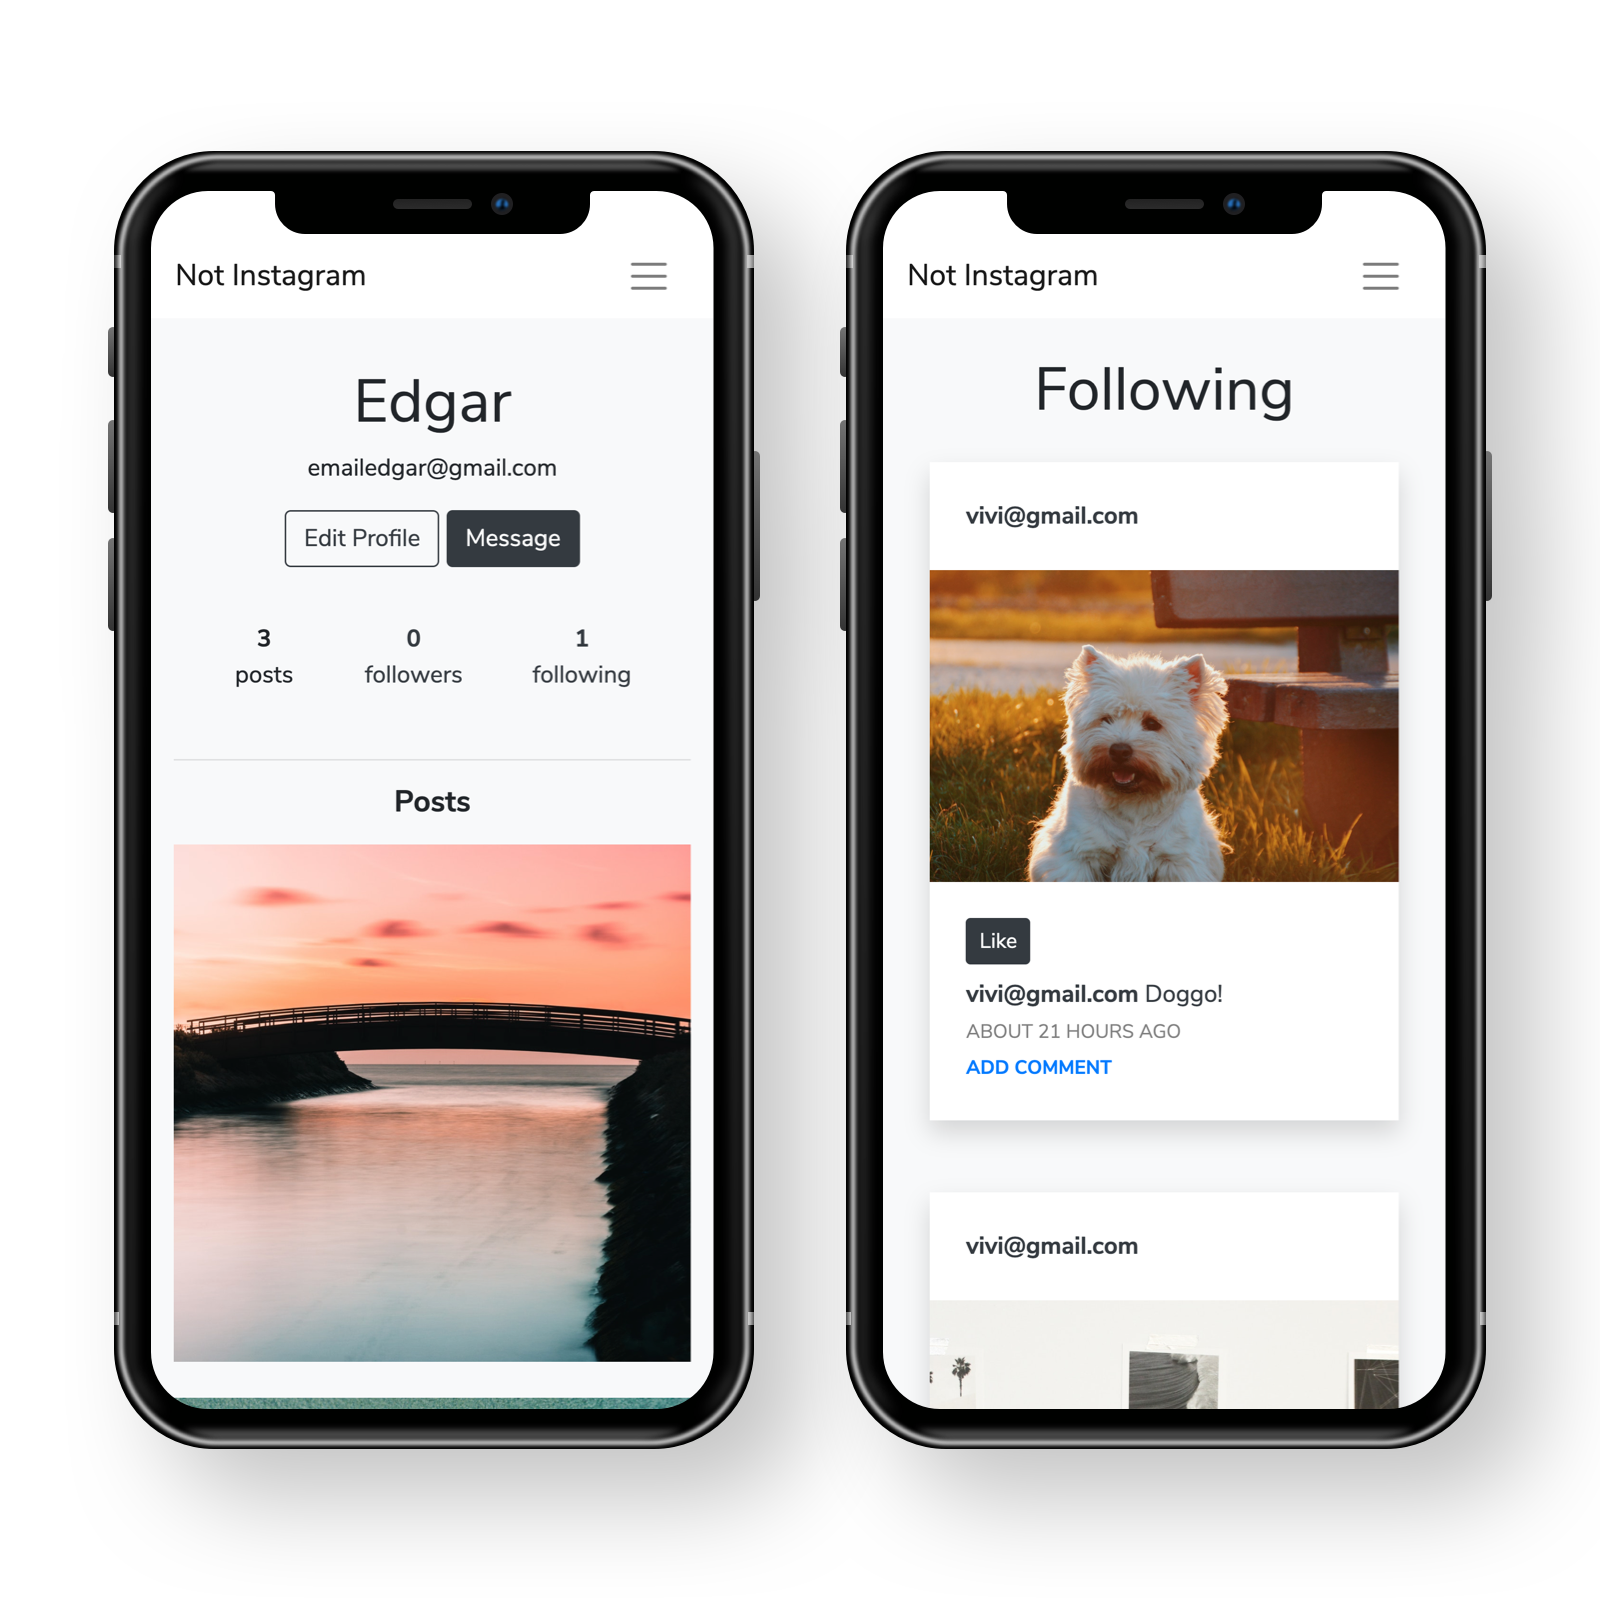 Not Instagram
Edgar
emailedgar@gmail.com
Edit Profile Message
3 0 1
posts followers following
Posts
Not Instagram
Following
vivi@gmail.com
Like
vivi@gmail.com Doggo!
ABOUT 21 HOURS AGO
ADD COMMENT
vivi@gmail.com